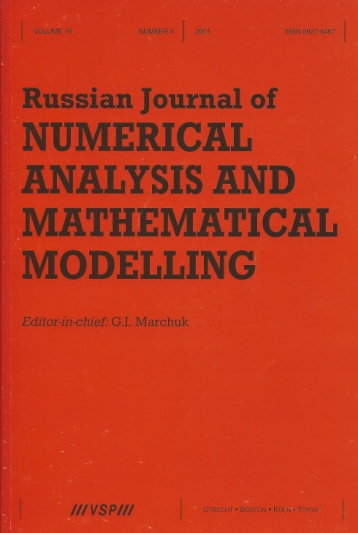 VOLUME 16 NUMBER 4 2001 ISSN 0927-6467
Russian Journal of
NUMERICAL
ANALYSIS AND
MATHEMATICAL
MODELLING
Editor-in-chief: G.I. Marchuk
VSP UTRECHT • BOSTON • KÖLN • TOKYO